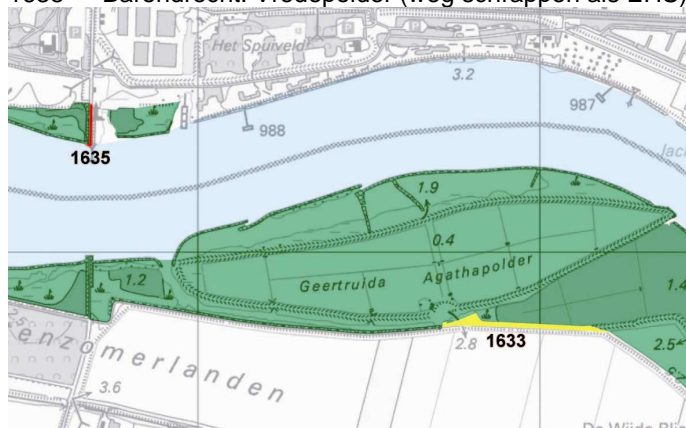 1635 Barendrecht: Vredepolder (weg schrappen als EHS)
Het Spuiveld
P
P
3.2
988
987
1635
1.9
0.4
Geertruida Agathapolder
1.2
1.4
enzomerlanden
2.8
1633
2.5
3.6